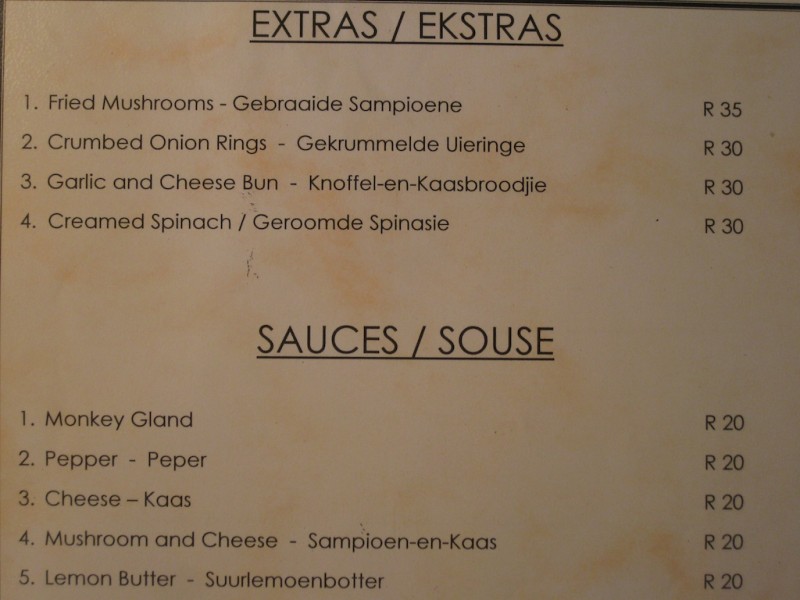 EXTRAS / EKSTRAS
1. Fried Mushrooms - Gebraaide Sampioene R 35
2. Crumbed Onion Rings - Gekrummelde Uieringe R 30
3. Garlic and Cheese Bun - Knoffel-en-Kaasbroodjie R 30
4. Creamed Spinach / Geroomde Spinasie R 30
SAUCES / SOUSE
1. Monkey Gland R 20
2. Pepper - Peper R 20
3. Cheese – Kaas R 20
4. Mushroom and Cheese - Sampioen-en-Kaas R 20
5. Lemon Butter - Suurlemoenbotter R 20